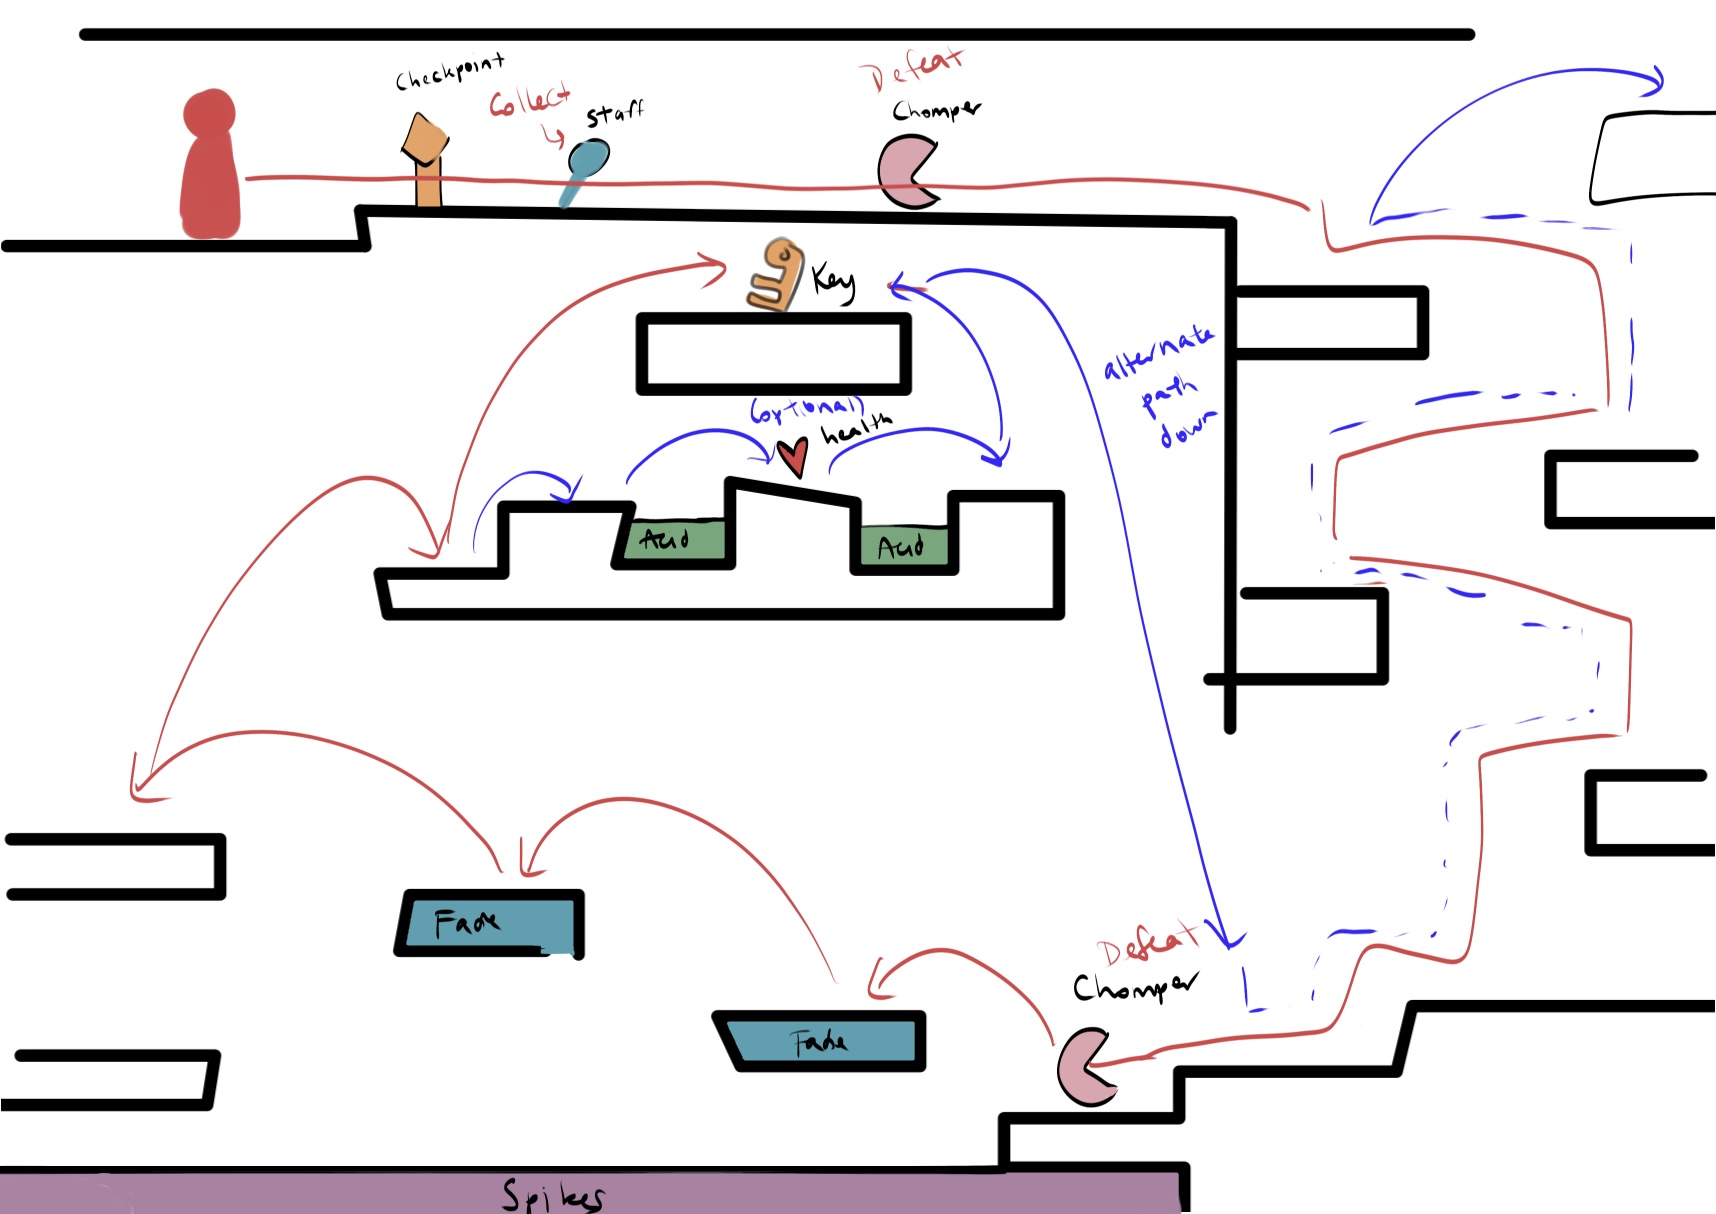 Checkpoint
Collect
Staff
Defeat
Chomper
Key
alternate
path
down
(optional)
health
Acid
Acid
Fade
Fade
Defeat
Chomper
Spikes